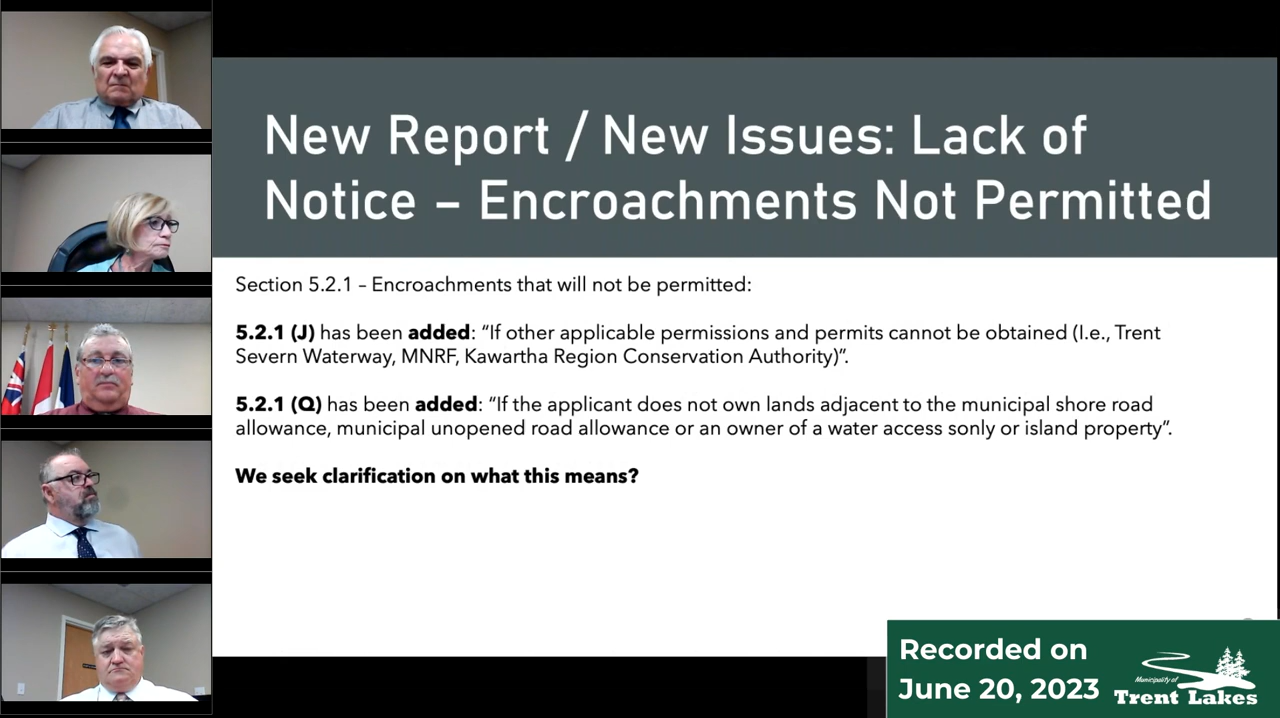 New Report / New Issues: Lack of
Notice – Encroachments Not Permitted
Section 5.2.1 – Encroachments that will not be permitted:
5.2.1 (J) has been added: “If other applicable permissions and permits cannot be obtained (I.e., Trent
Severn Waterway, MNRF, Kawartha Region Conservation Authority)”.
5.2.1 (Q) has been added: “If the applicant does not own lands adjacent to the municipal shore road
allowance, municipal unopened road allowance or an owner of a water access sonly or island property”.
We seek clarification on what this means?
Recorded on
June 20, 2023
Municipality of
Trent Lakes